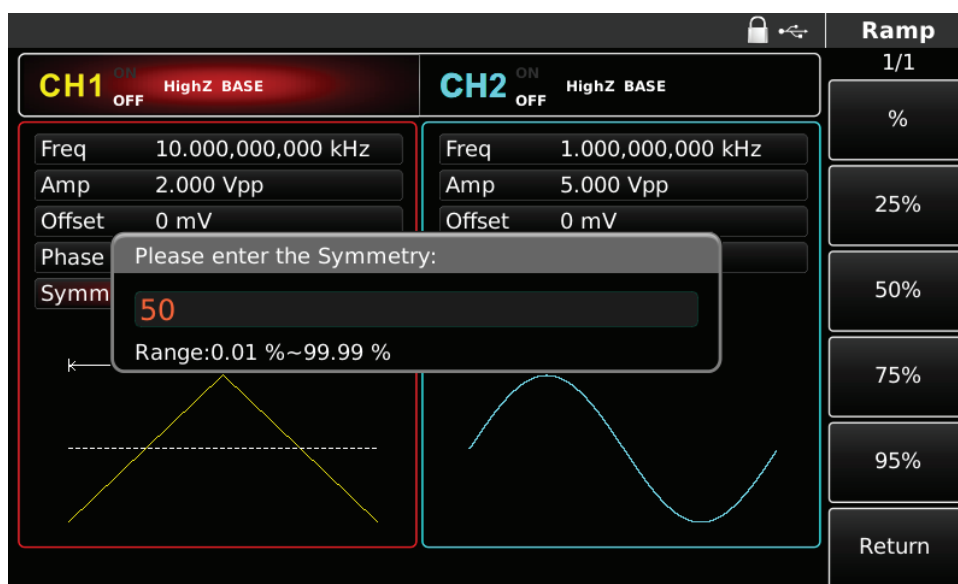 Ramp
1/1
CH1 ON OFF HighZ BASE
CH2 ON OFF HighZ BASE
%
Freq 10.000,000,000 kHz
Freq 1.000,000,000 kHz
Amp 2.000 Vpp
Amp 5.000 Vpp
25%
Offset 0 mV
Offset 0 mV
Phase
Please enter the Symmetry:
Symm
50
50%
Range:0.01 %~99.99 %
75%
95%
Return